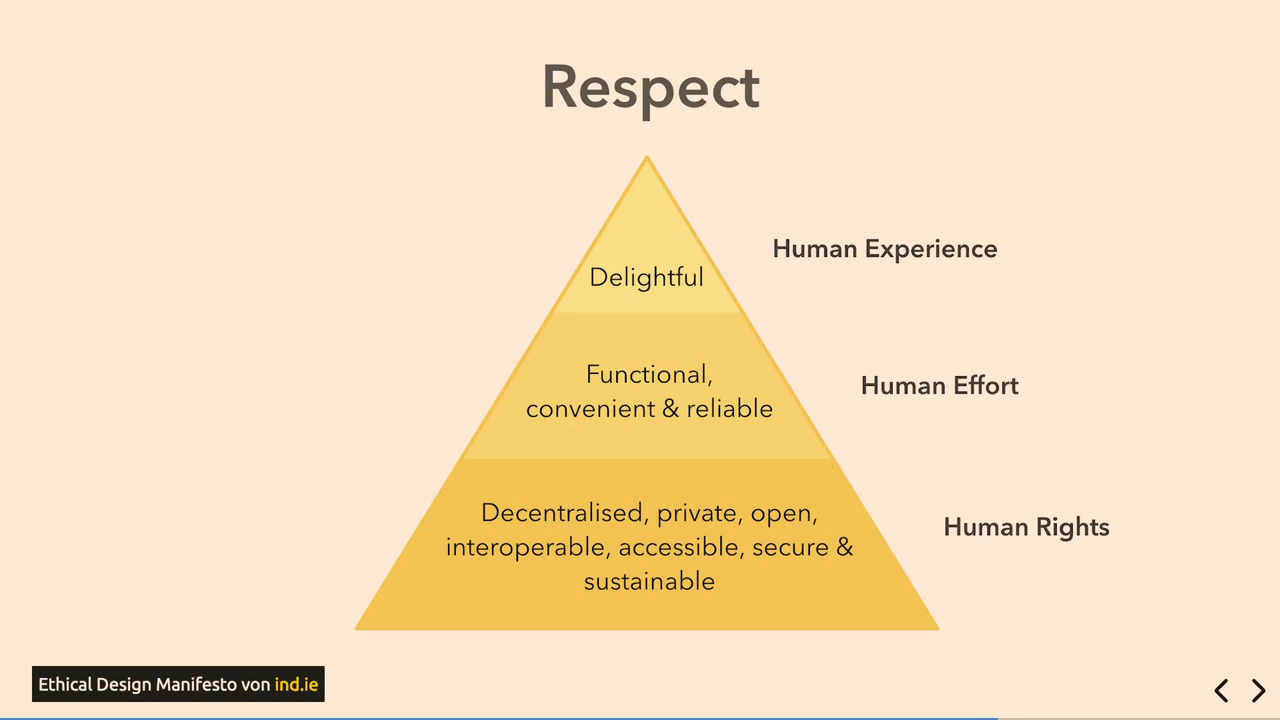 Respect
Delightful
Human Experience
Functional,
convenient & reliable
Human Effort
Decentralised, private, open,
interoperable, accessible, secure &
sustainable
Human Rights
Ethical Design Manifesto von ind.ie